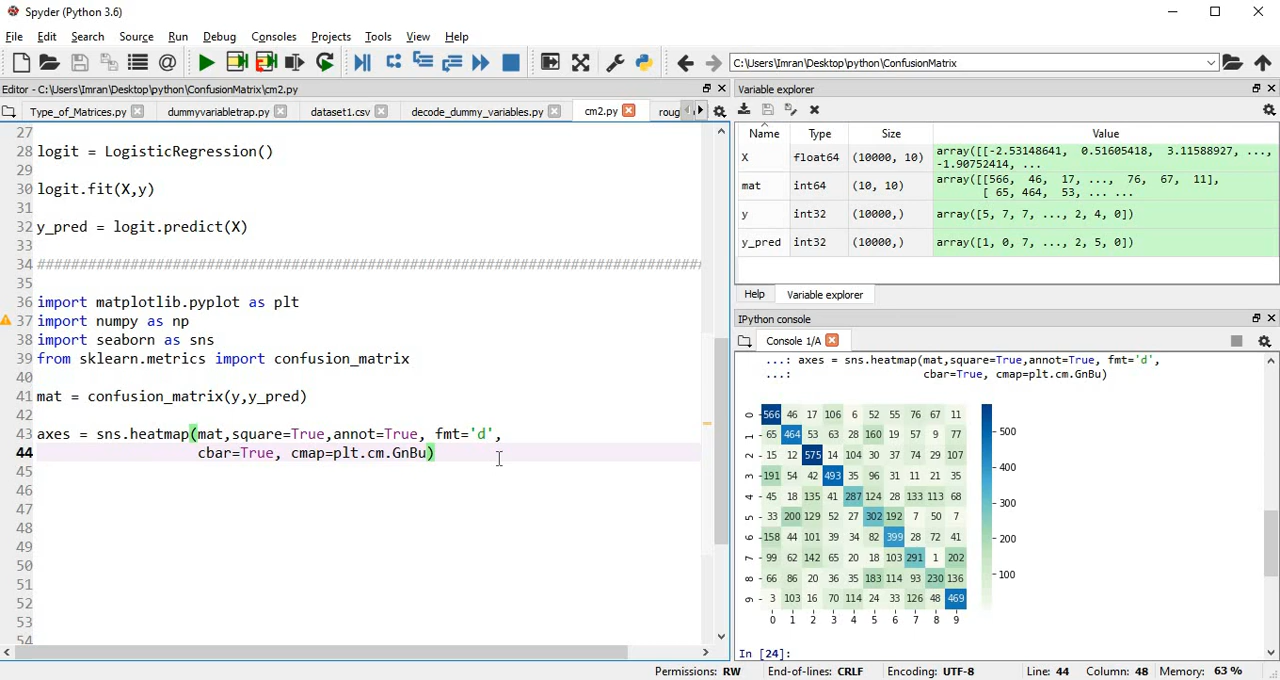 Spyder (Python 3.6)
File Edit Search Source Run Debug Consoles Projects Tools View Help
C:\Users\Imran\Desktop\python\ConfusionMatrix
Editor - C:\Users\Imran\Desktop\python\ConfusionMatrix\cm2.py
Type_of_Matrices.py dummyvariabletrap.py dataset1.csv decode_dummy_variables.py cm2.py roug
27
28 logit = LogisticRegression()
29
30 logit.fit(X,y)
31
32 y_pred = logit.predict(X)
33
34 ################################################################################
35
36 import matplotlib.pyplot as plt
37 import numpy as np
38 import seaborn as sns
39 from sklearn.metrics import confusion_matrix
40
41 mat = confusion_matrix(y,y_pred)
42
43 axes = sns.heatmap(mat,square=True,annot=True, fmt='d',
44 cbar=True, cmap=plt.cm.GnBu)
45
46
47
48
49
50
51
52
53
54
Variable explorer
Name Type Size Value
X float64 (10000, 10) array([[-2.53148641, 0.51605418, 3.11588927, ...,
-1.90752414, ...
mat int64 (10, 10) array([[566, 46, 17, ..., 76, 67, 11],
[ 65, 464, 53, ... ...
y int32 (10000,) array([5, 7, 7, ..., 2, 4, 0])
y_pred int32 (10000,) array([1, 0, 7, ..., 2, 5, 0])
Help Variable explorer
IPython console
Console 1/A
...: axes = sns.heatmap(mat,square=True,annot=True, fmt='d',
...: cbar=True, cmap=plt.cm.GnBu)
0 566 46 17 106 6 52 55 76 67 11
1 65 464 53 63 28 160 19 57 9 77
2 15 12 575 14 104 30 37 74 29 107
3 191 54 42 493 35 96 31 11 21 35
4 45 18 135 41 287 124 28 133 113 68
5 33 200 129 52 27 302 192 7 50 7
6 158 44 101 39 34 82 399 28 72 41
7 99 62 142 65 20 18 103 291 1 202
8 66 86 20 36 35 183 114 93 230 136
9 3 103 16 70 114 24 33 126 48 469
0 1 2 3 4 5 6 7 8 9
500
400
300
200
100
In [24]:
Permissions: RW End-of-lines: CRLF Encoding: UTF-8 Line: 44 Column: 48 Memory: 63 %